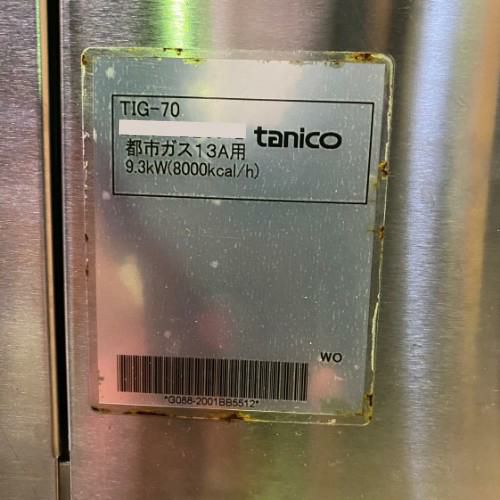 TIG-70
tanico
都市ガス13A用
9.3kW(8000kcal/h)
WO
*G088-2001BB5512*